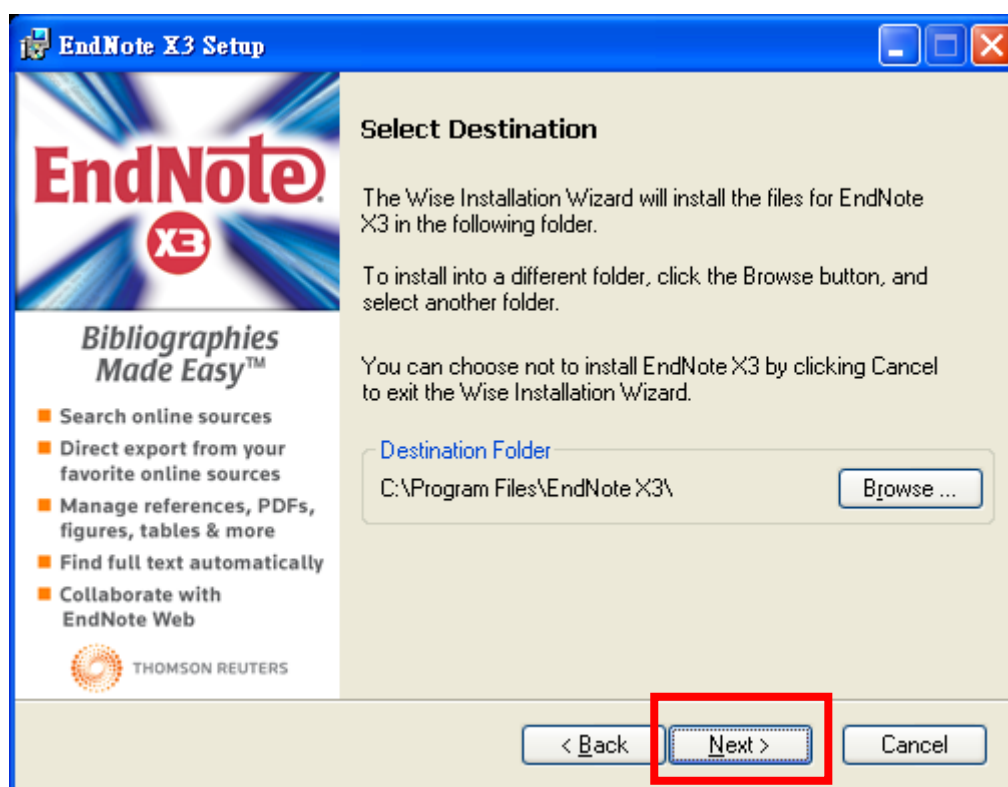 EndNote X3 Setup
EndNote
X3
Bibliographies
Made Easy™
Search online sources
Direct export from your
favorite online sources
Manage references, PDFs,
figures, tables & more
Find full text automatically
Collaborate with
EndNote Web
THOMSON REUTERS
Select Destination
The Wise Installation Wizard will install the files for EndNote
X3 in the following folder.
To install into a different folder, click the Browse button, and
select another folder.
You can choose not to install EndNote X3 by clicking Cancel
to exit the Wise Installation Wizard.
Destination Folder
C:\Program Files\EndNote X3\
Browse ...
< Back
Next >
Cancel